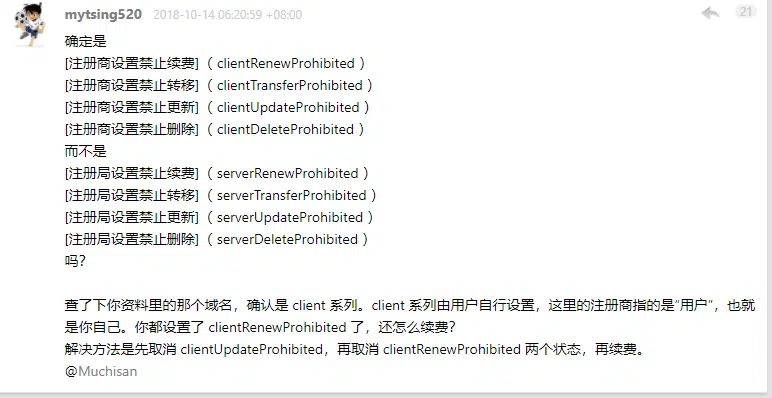 mytsing520 2018-10-14 06:20:59 +08:00 21
确定是
[注册商设置禁止续费]（ clientRenewProhibited ）
[注册商设置禁止转移]（ clientTransferProhibited ）
[注册商设置禁止更新]（ clientUpdateProhibited ）
[注册商设置禁止删除]（ clientDeleteProhibited ）
而不是
[注册局设置禁止续费]（ serverRenewProhibited ）
[注册局设置禁止转移]（ serverTransferProhibited ）
[注册局设置禁止更新]（ serverUpdateProhibited ）
[注册局设置禁止删除]（ serverDeleteProhibited ）
吗？
查了下你资料里的那个域名，确认是 client 系列。client 系列由用户自行设置，这里的注册商指的是“用户”，也就
是你自己。你都设置了 clientRenewProhibited 了，还怎么续费？
解决方法是先取消 clientUpdateProhibited，再取消 clientRenewProhibited 两个状态，再续费。
@Muchisan